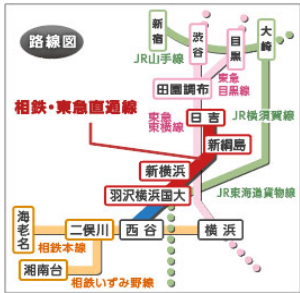 路線図
新宿
渋谷
目黒
大崎
JR山手線
田園調布
東急
目黒線
相鉄・東急直通線
東急
東横線
日吉
JR横須賀線
新綱島
新横浜
羽沢横浜国大
JR東海道貨物線
海老名
二俣川
西谷
横浜
相鉄本線
湘南台
相鉄いずみ野線